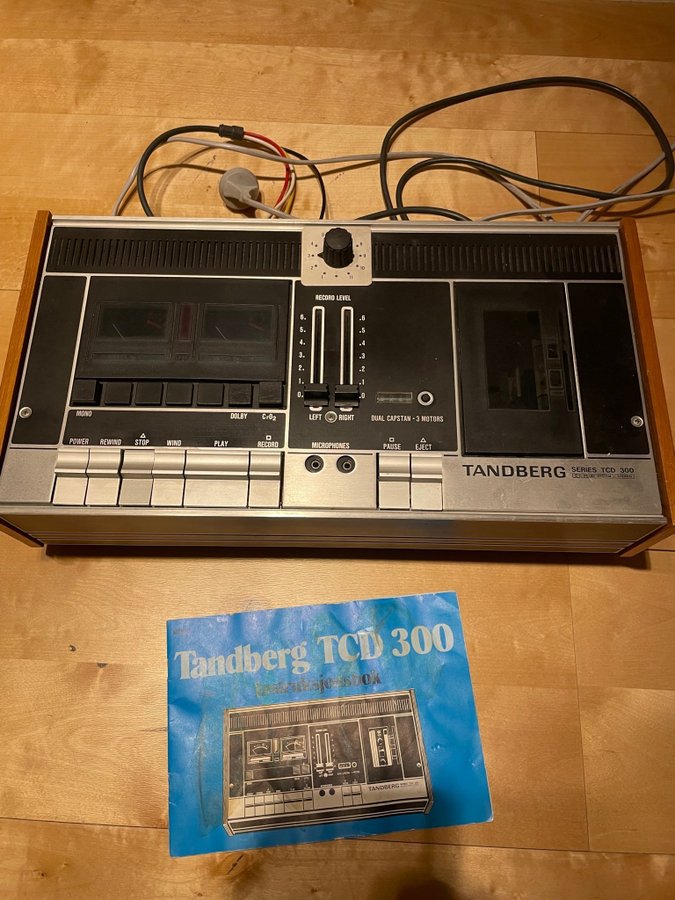 RECORD LEVEL
6. .6
5. .5
4. .4
3. .3
2. .2
1. .1
0. .0
LEFT RIGHT
DUAL CAPSTAN - 3 MOTORS
MONO DOLBY CrO2
POWER REWIND STOP WIND PLAY RECORD
MICROPHONES
PAUSE EJECT
TANDBERG SERIES TCD 300
Tandberg TCD 300
Instruksjonsbok
TANDBERG